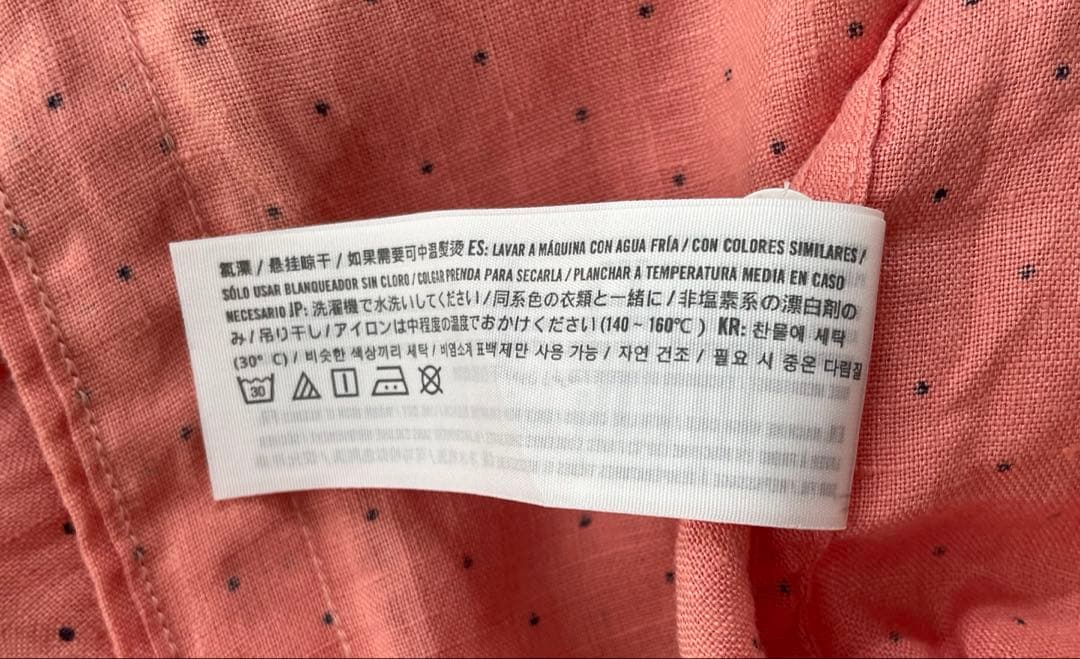 氯漂 / 悬挂晾干 / 如果需要可中温熨烫 ES: LAVAR A MÁQUINA CON AGUA FRÍA / CON COLORES SIMILARES /
SÓLO USAR BLANQUEADOR SIN CLORO / COLGAR PRENDA PARA SECARLA / PLANCHAR A TEMPERATURA MEDIA EN CASO
NECESARIO JP: 洗濯機で水洗いしてください/同系色の衣類と一緒に/非塩素系の漂白剤の
み/吊り干し/アイロンは中程度の温度でおかけください(140 ~ 160℃ ) KR: 찬물에 세탁
(30° C) / 비슷한 색상끼리 세탁 / 비염소계 표백제만 사용 가능 / 자연 건조 / 필요 시 중온 다림질
30